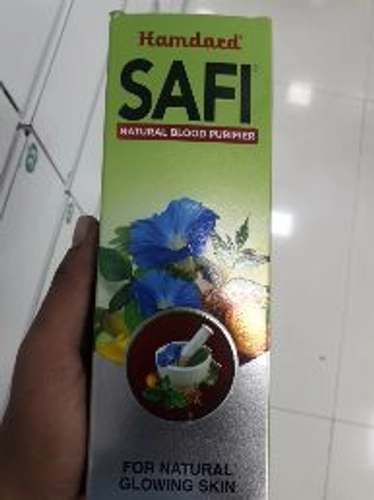 Hamdard
SAFI
NATURAL BLOOD PURIFIER
FOR NATURAL
GLOWING SKIN